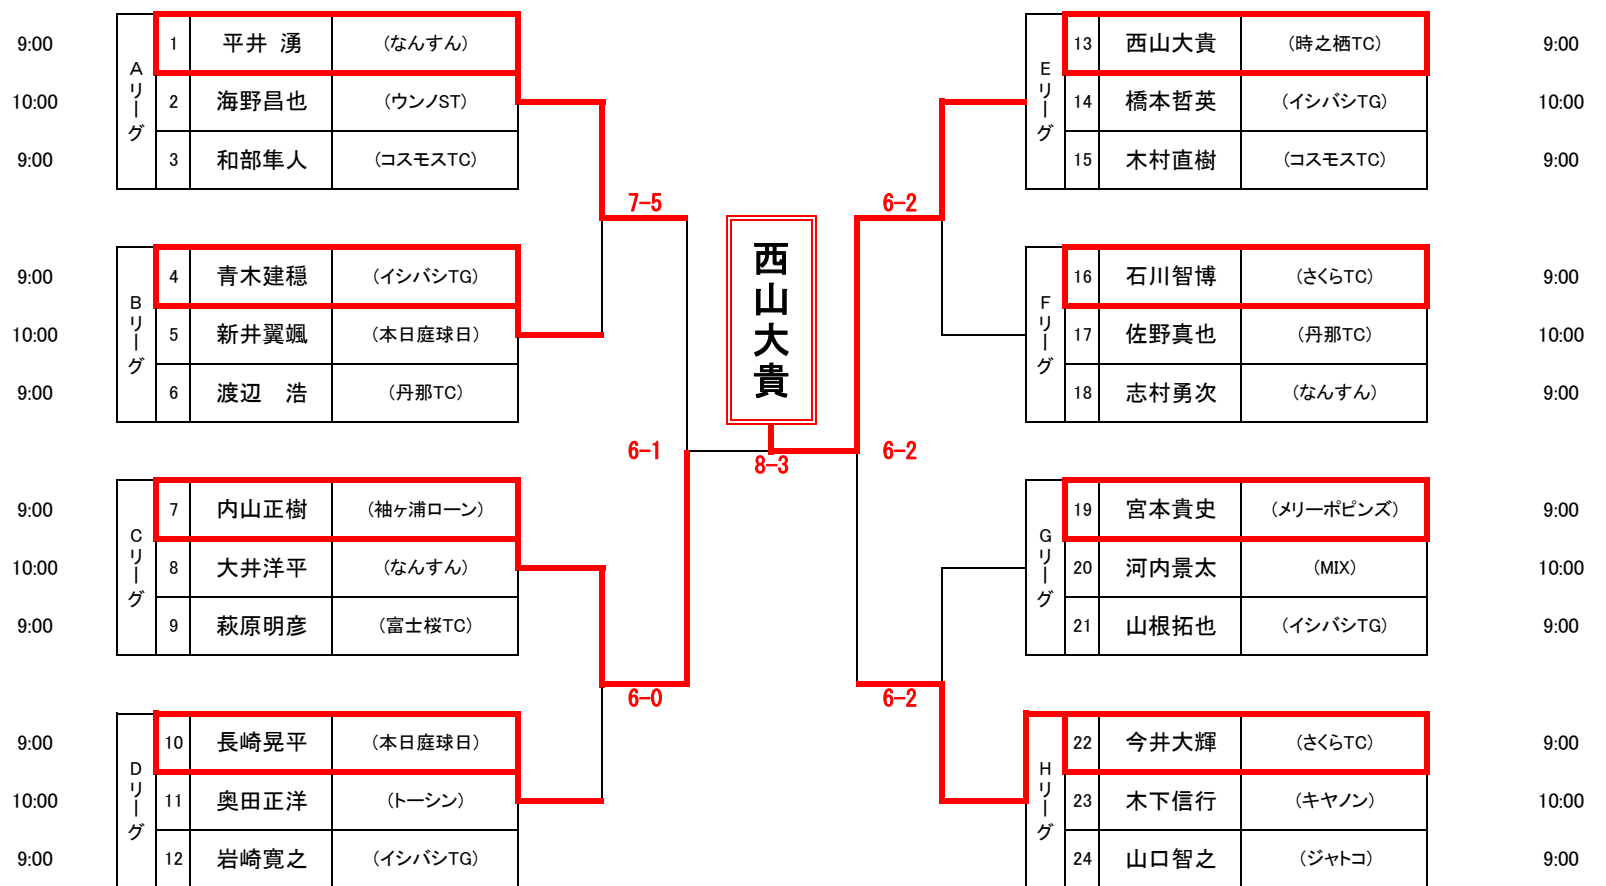 9:00 Aリーグ 1 平井 湧 (なんすん)
10:00 2 海野昌也 (ウンノST)
9:00 3 和部隼人 (コスモスTC)
9:00 Bリーグ 4 青木建穏 (イシバシTG)
10:00 5 新井翼颯 (本日庭球日)
9:00 6 渡辺　浩 (丹那TC)
9:00 Cリーグ 7 内山正樹 (袖ヶ浦ローン)
10:00 8 大井洋平 (なんすん)
9:00 9 萩原明彦 (富士桜TC)
9:00 Dリーグ 10 長崎晃平 (本日庭球日)
10:00 11 奥田正洋 (トーシン)
9:00 12 岩崎寛之 (イシバシTG)
7-5
6-1
6-0
西山大貴
8-3
6-2
6-2
6-2
Eリーグ 13 西山大貴 (時之栖TC) 9:00
14 橋本哲英 (イシバシTG) 10:00
15 木村直樹 (コスモスTC) 9:00
Fリーグ 16 石川智博 (さくらTC) 9:00
17 佐野真也 (丹那TC) 10:00
18 志村勇次 (なんすん) 9:00
Gリーグ 19 宮本貴史 (メリーポピンズ) 9:00
20 河内景太 (MIX) 10:00
21 山根拓也 (イシバシTG) 9:00
Hリーグ 22 今井大輝 (さくらTC) 9:00
23 木下信行 (キヤノン) 10:00
24 山口智之 (ジャトコ) 9:00